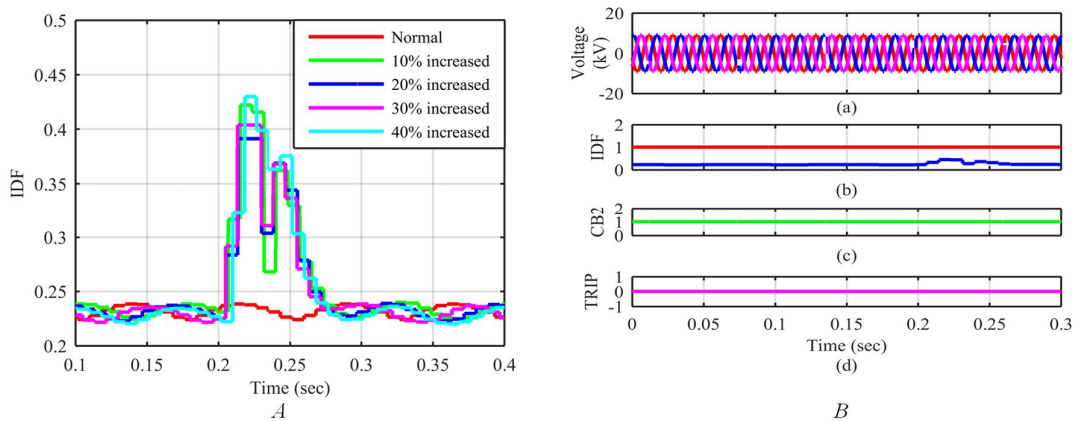 0.5
0.45
0.4
0.35
0.3
0.25
0.2
IDF
Normal
10% increased
20% increased
30% increased
40% increased
0.1 0.15 0.2 0.25 0.3 0.35 0.4
Time (sec)
A
Voltage
(kV)
20
0
-20
(a)
IDF
2
1
0
(b)
CB2
2
1
0
(c)
TRIP
1
0
-1
0 0.05 0.1 0.15 0.2 0.25 0.3
Time (sec)
(d)
B